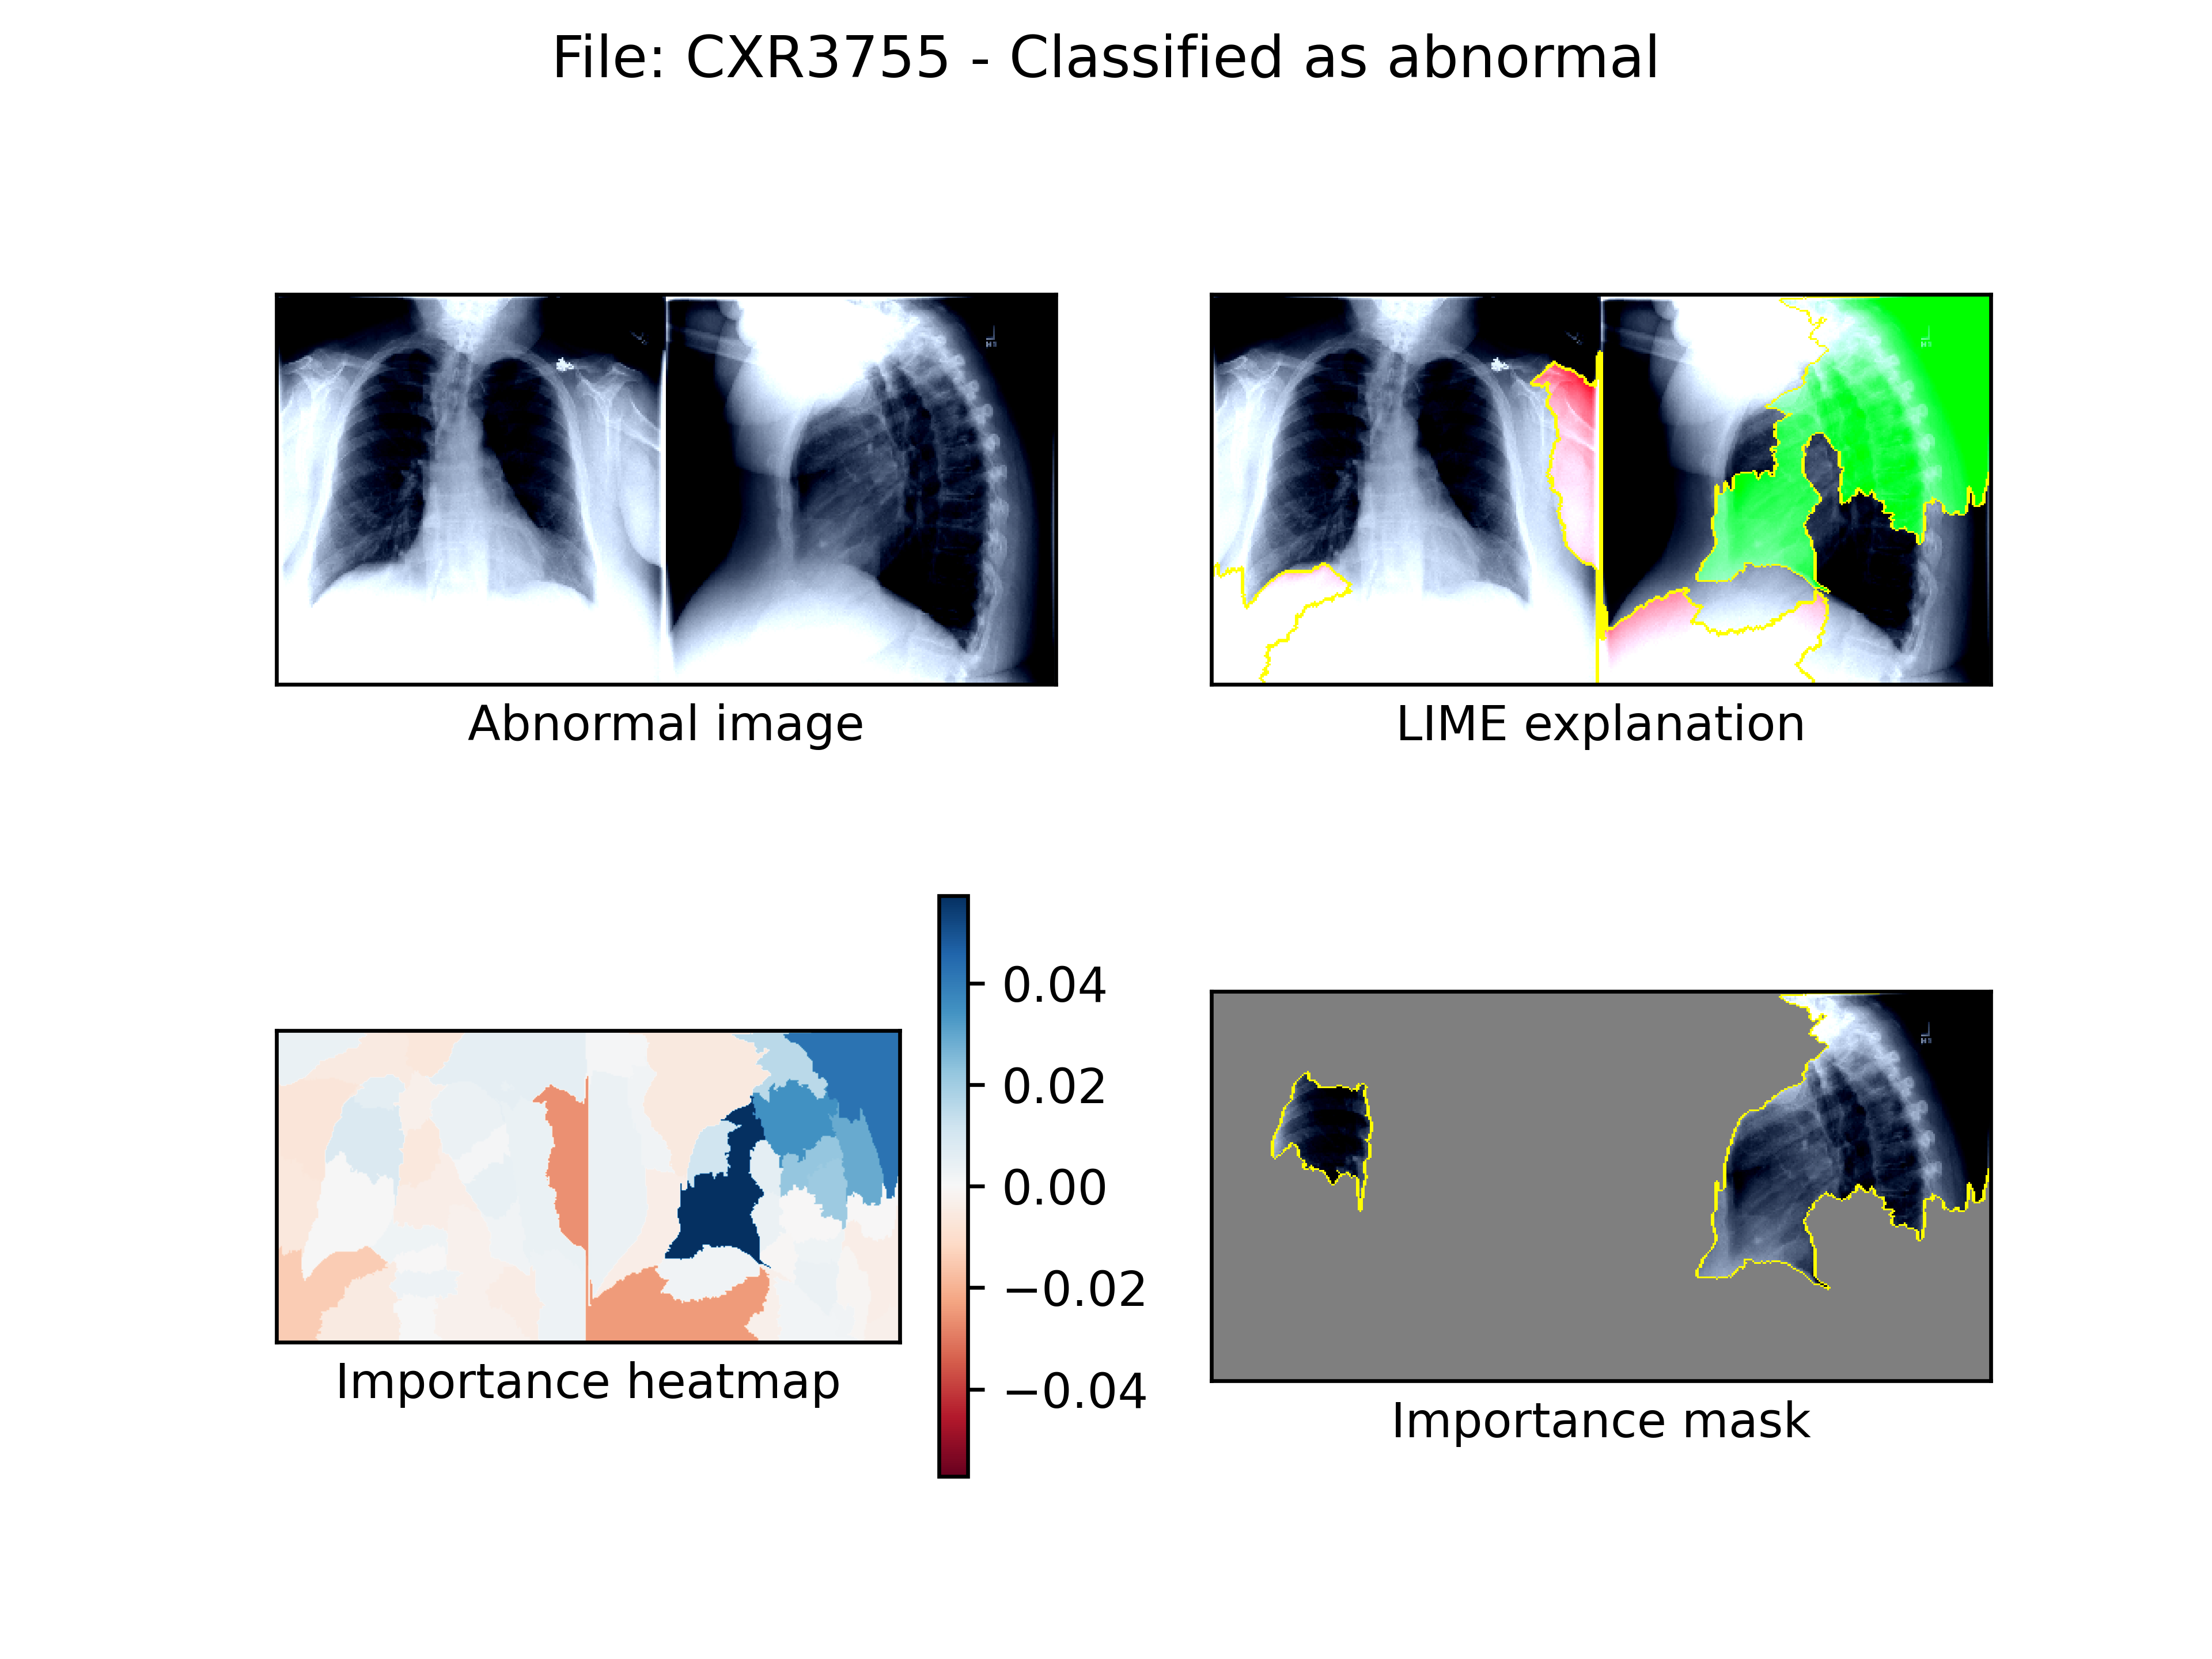 File: CXR3755 - Classified as abnormal
Abnormal image
LIME explanation
0.04
0.02
0.00
−0.02
−0.04
Importance heatmap
Importance mask